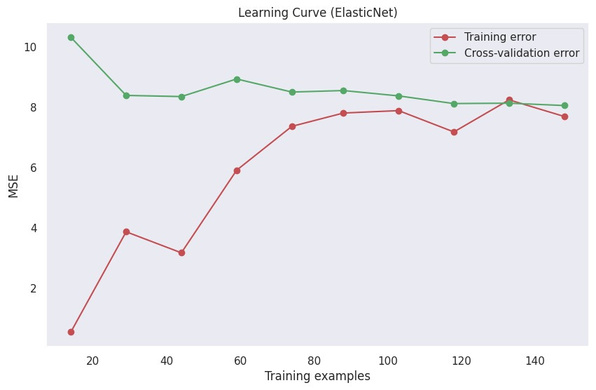 Learning Curve (ElasticNet)
Training error
Cross-validation error
10
8
6
4
2
MSE
20 40 60 80 100 120 140
Training examples